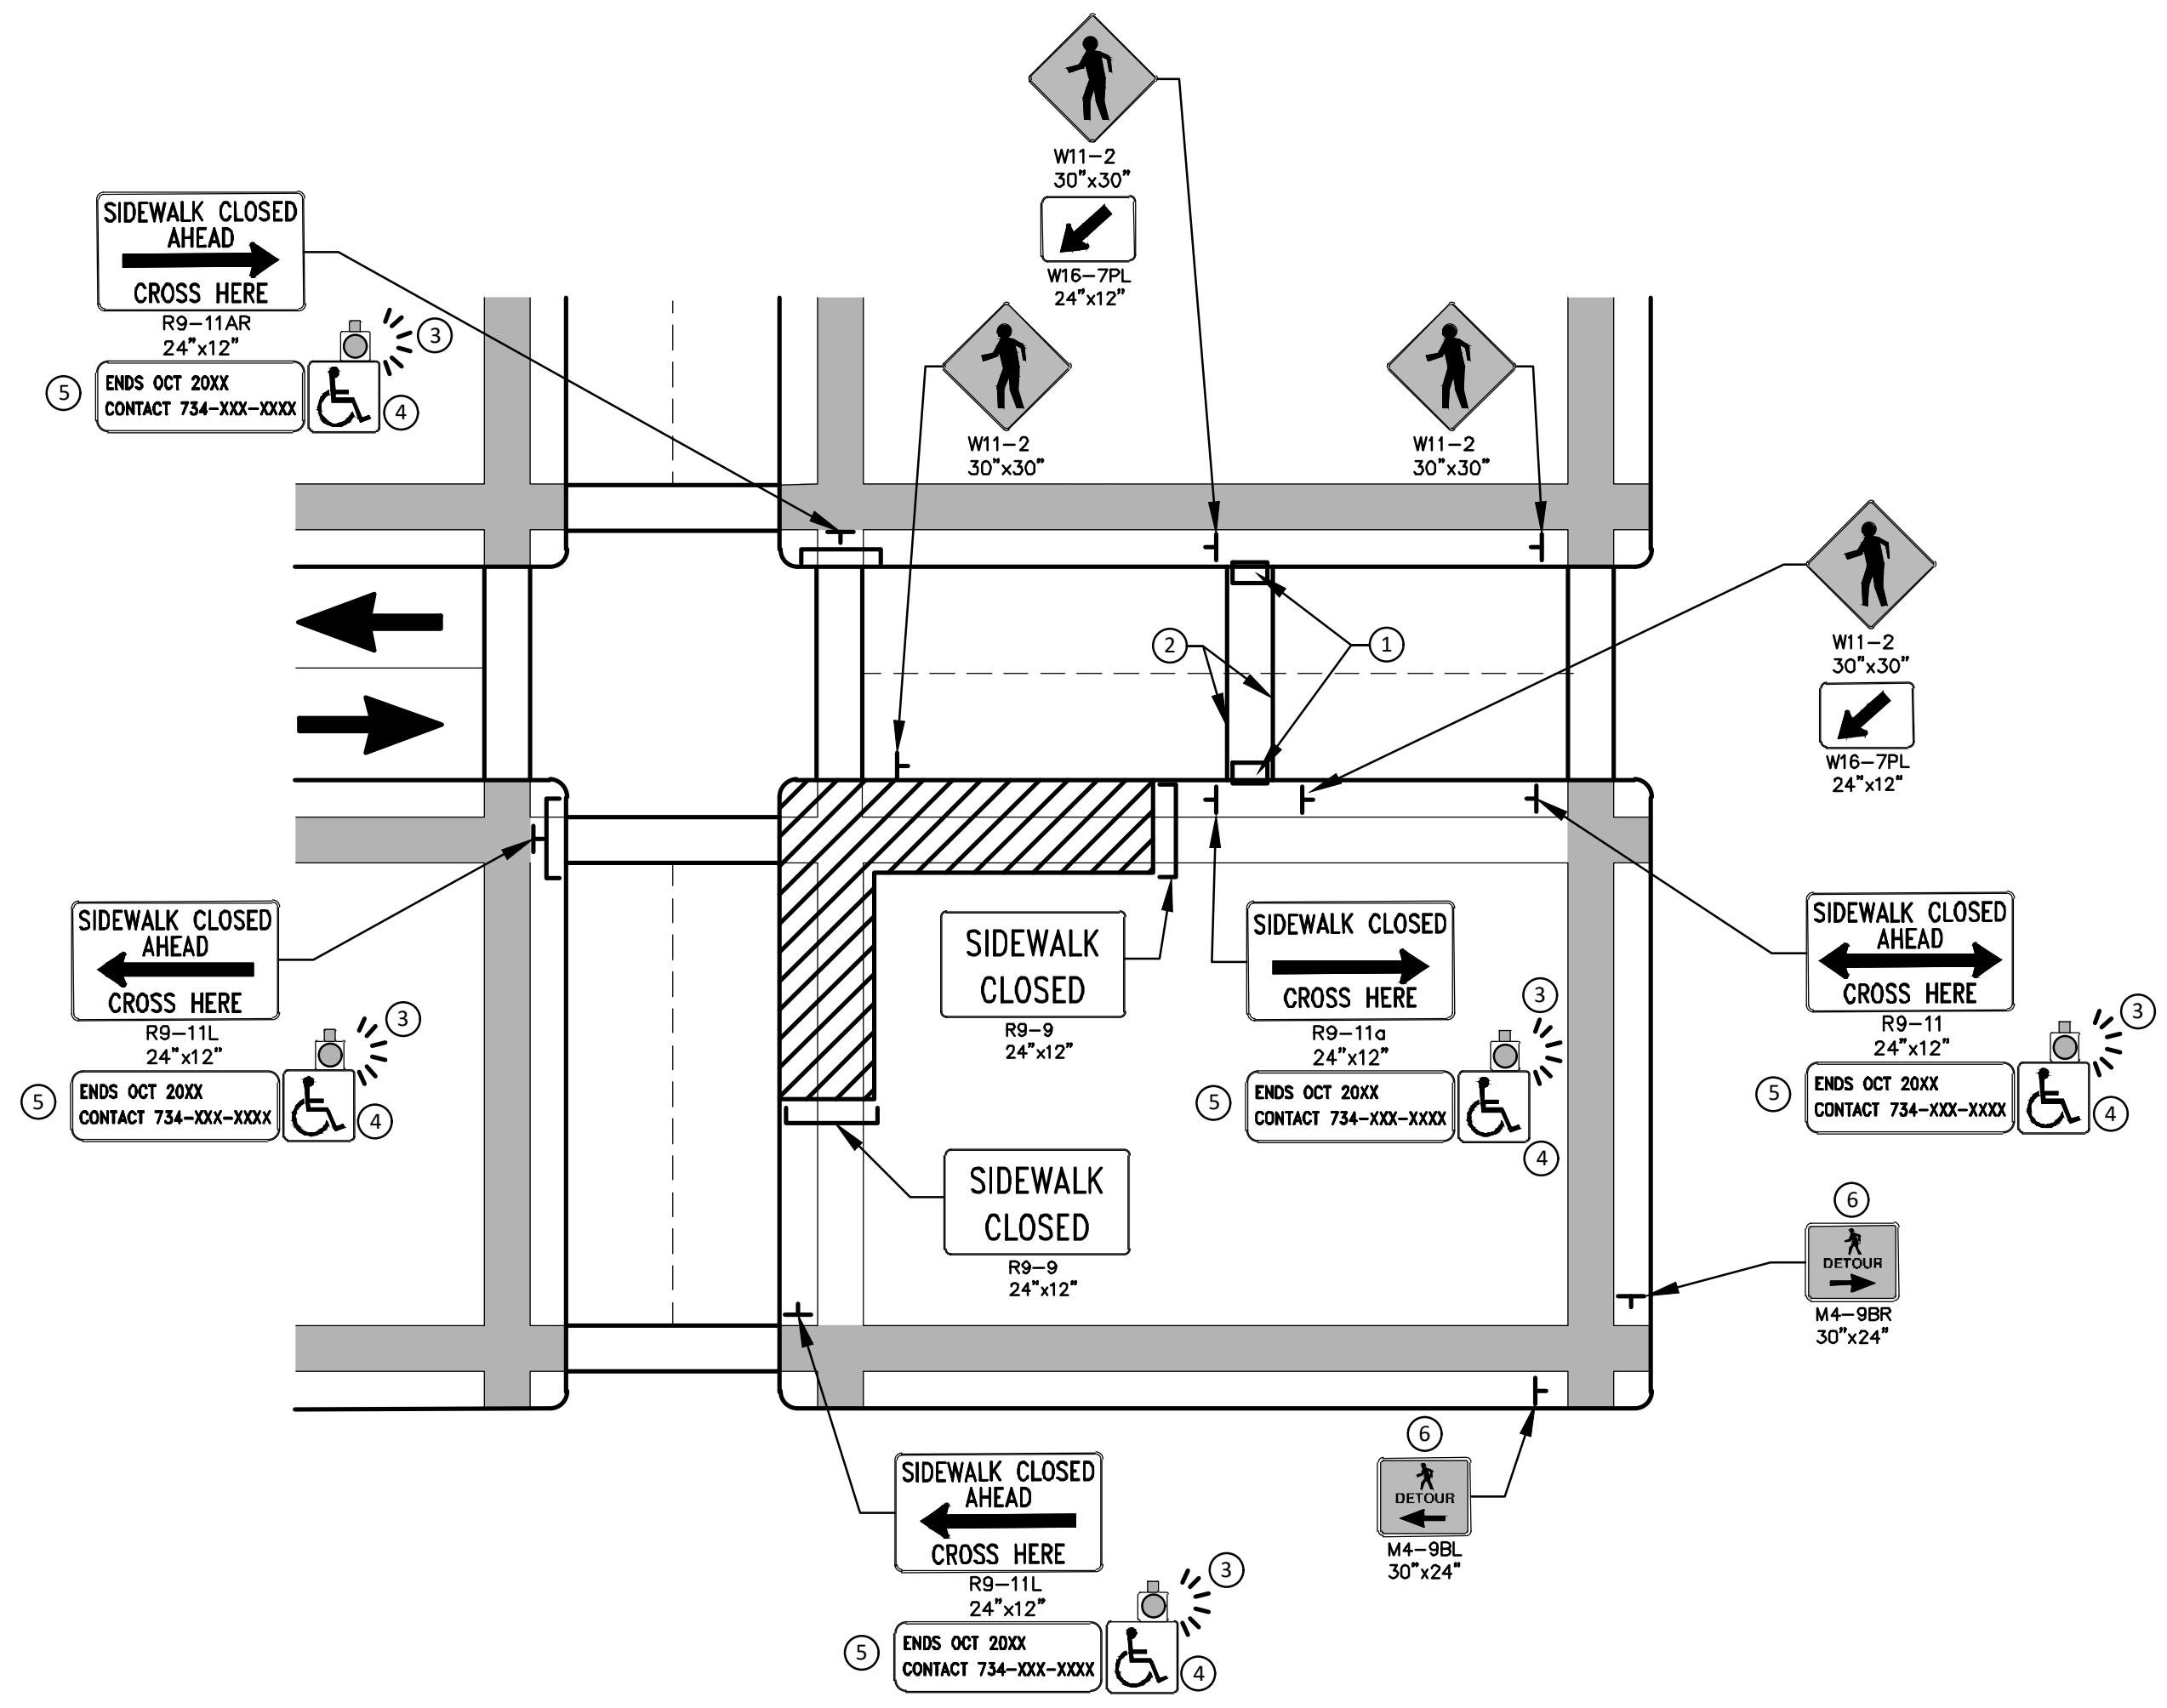 W11-2
30"x30"
W16-7PL
24"x12"
SIDEWALK CLOSED
AHEAD
CROSS HERE
R9-11AR
24"x12"
3
5
ENDS OCT 20XX
CONTACT 734-XXX-XXXX
4
W11-2
30"x30"
W11-2
30"x30"
W11-2
30"x30"
W16-7PL
24"x12"
2
1
SIDEWALK CLOSED
AHEAD
CROSS HERE
R9-11L
24"x12"
3
5
ENDS OCT 20XX
CONTACT 734-XXX-XXXX
4
SIDEWALK
CLOSED
R9-9
24"x12"
SIDEWALK CLOSED
CROSS HERE
R9-11a
24"x12"
3
5
ENDS OCT 20XX
CONTACT 734-XXX-XXXX
4
SIDEWALK CLOSED
AHEAD
CROSS HERE
R9-11
24"x12"
3
5
ENDS OCT 20XX
CONTACT 734-XXX-XXXX
4
SIDEWALK
CLOSED
R9-9
24"x12"
6
DETOUR
M4-9BR
30"x24"
6
DETOUR
M4-9BL
30"x24"
SIDEWALK CLOSED
AHEAD
CROSS HERE
R9-11L
24"x12"
3
5
ENDS OCT 20XX
CONTACT 734-XXX-XXXX
4